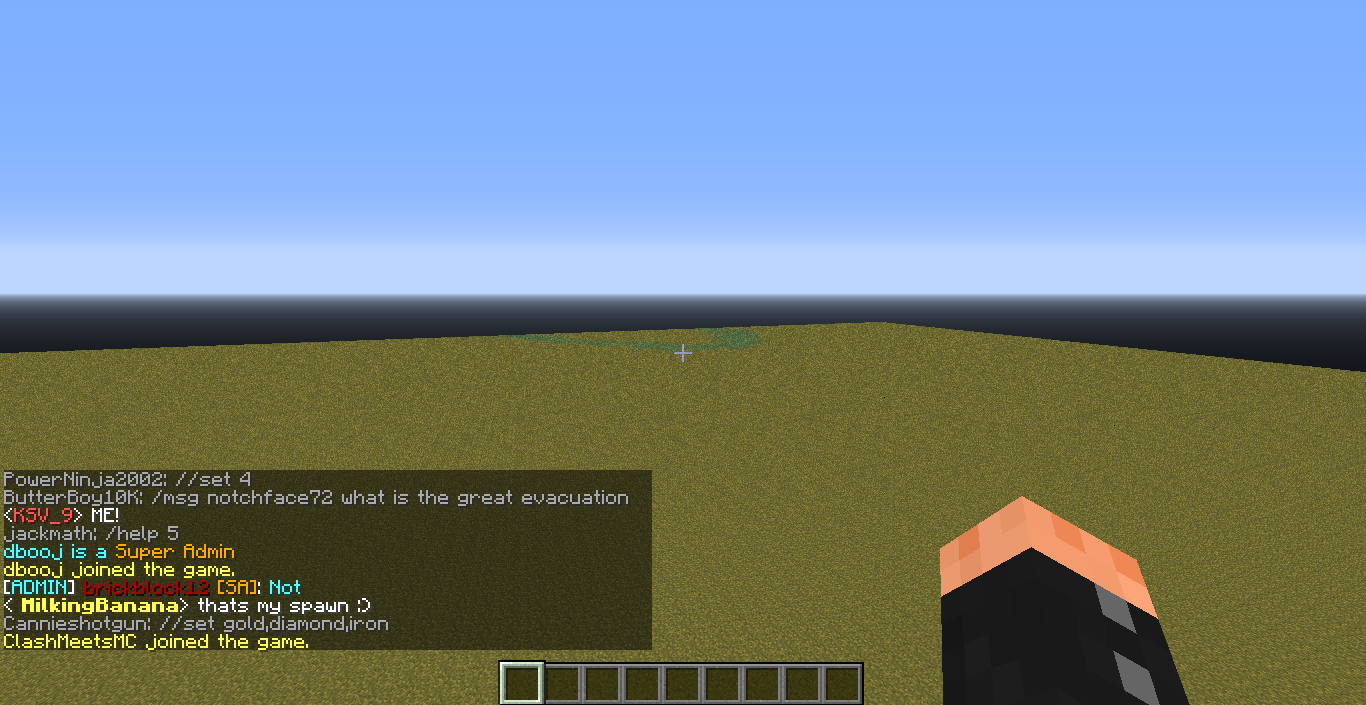 PowerNinja2002: //set 4
ButterBoy10K: /msg notchface72 what is the great evacuation
<KSV_9> ME!
jackmath: /help 5
dbooj is a Super Admin
dbooj joined the game.
[ADMIN] brickblock12 [SA]: Not
< MilkingBanana> thats my spawn :)
Cannieshotgun: //set gold,diamond,iron
ClashMeetsMC joined the game.